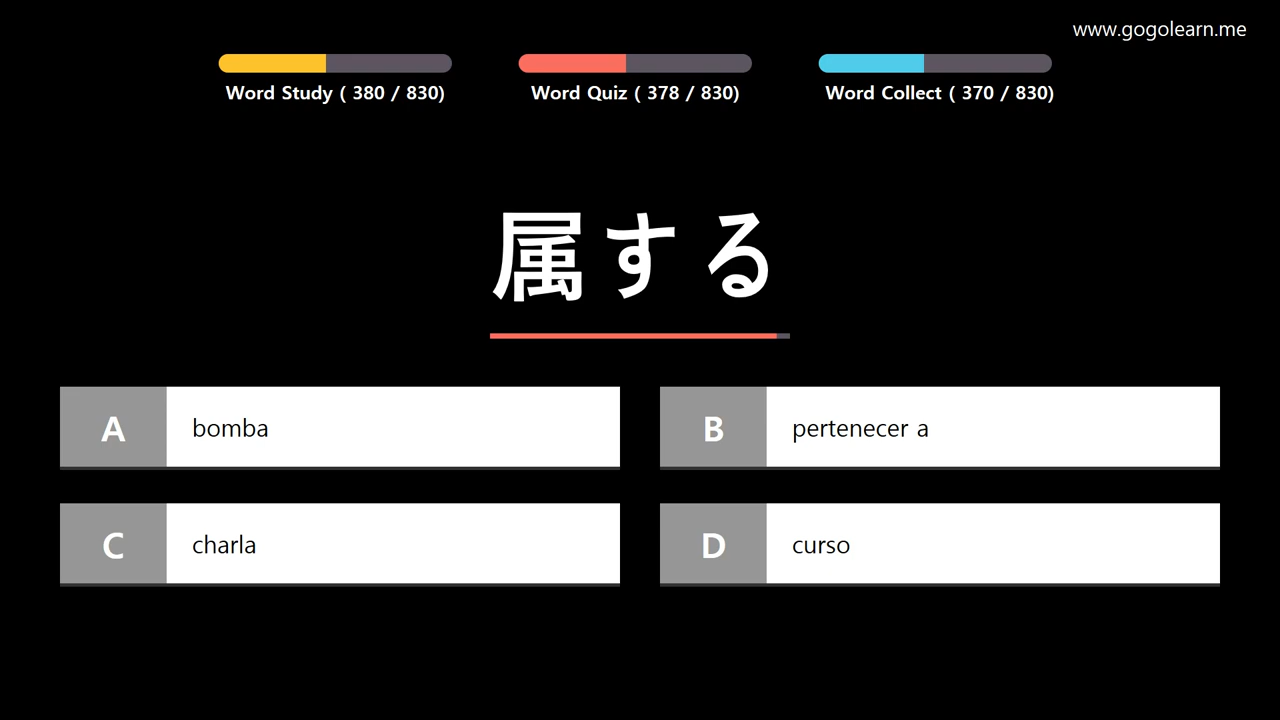 www.gogolearn.me
Word Study ( 380 / 830)
Word Quiz ( 378 / 830)
Word Collect ( 370 / 830)
属する
A bomba
B pertenecer a
C charla
D curso